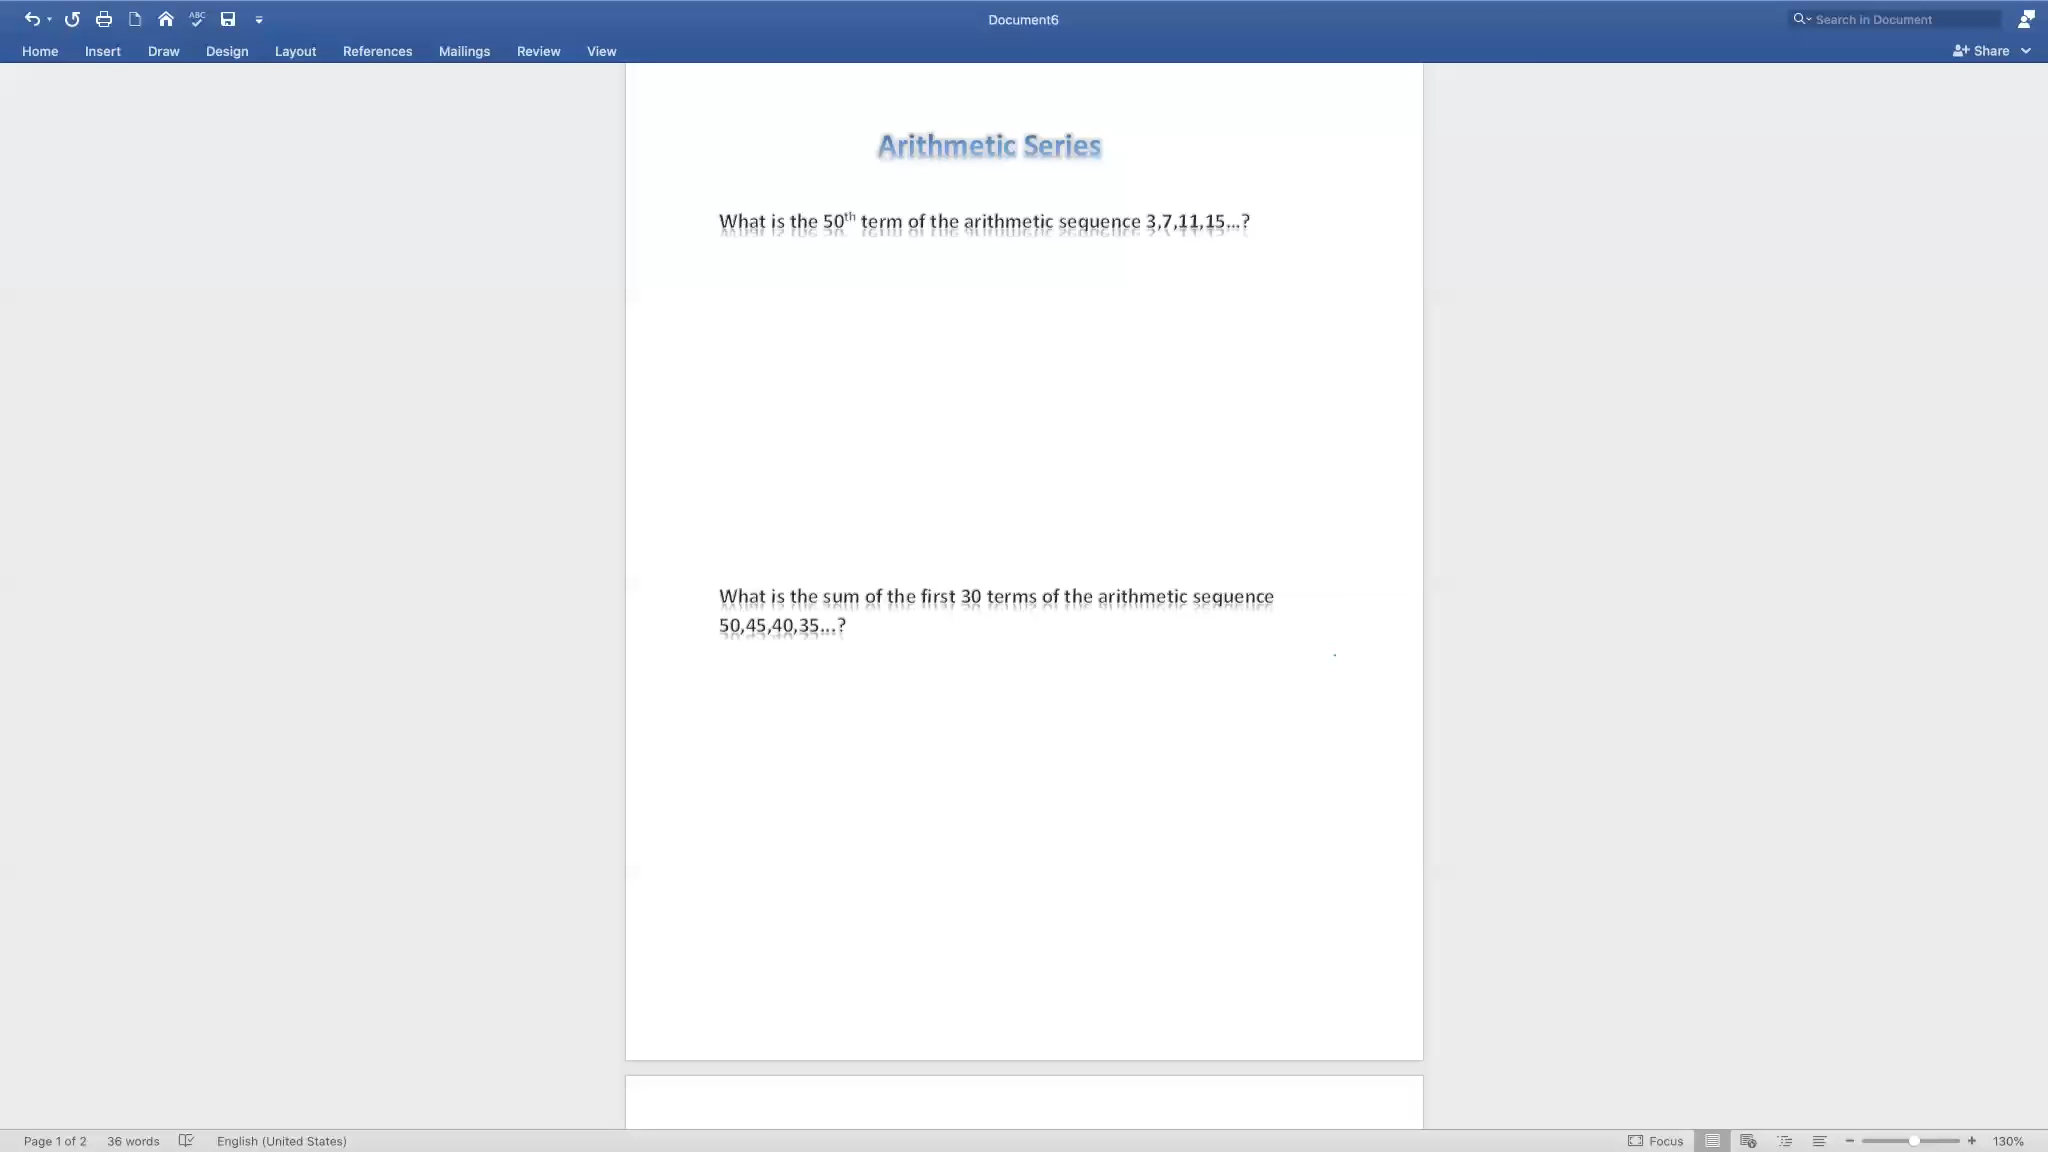 ABC
Document6
Search in Document
Home Insert Draw Design Layout References Mailings Review View
Share
Arithmetic Series
What is the 50th term of the arithmetic sequence 3,7,11,15...?
What is the sum of the first 30 terms of the arithmetic sequence
50,45,40,35...?
Page 1 of 2 36 words English (United States) Focus 130%